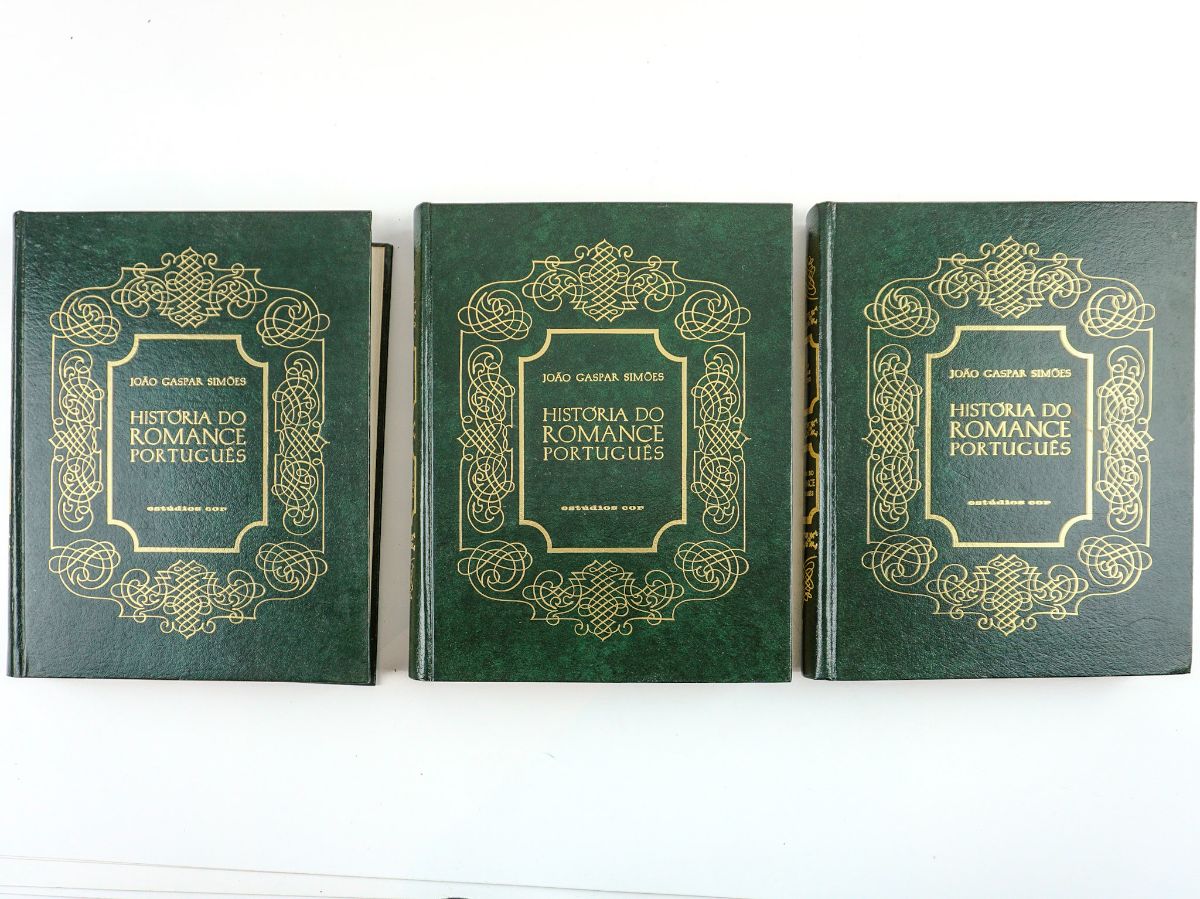 JOÃO GASPAR SIMÕES
HISTÓRIA DO
ROMANCE
PORTUGUÊS
estúdios cor
JOÃO GASPAR SIMÕES
HISTÓRIA DO
ROMANCE
PORTUGUÊS
estúdios cor
JOÃO GASPAR SIMÕES
HISTÓRIA DO
ROMANCE
PORTUGUÊS
estúdios cor